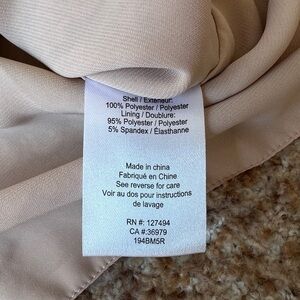 Shell / Extérieur:
100% Polyester / Polyester
Lining / Doublure:
95% Polyester / Polyester
5% Spandex / Élasthanne
Made in china
Fabriqué en Chine
See reverse for care
Voir au dos pour instructions
de lavage
RN #: 127494
CA #: 36979
194BM5R